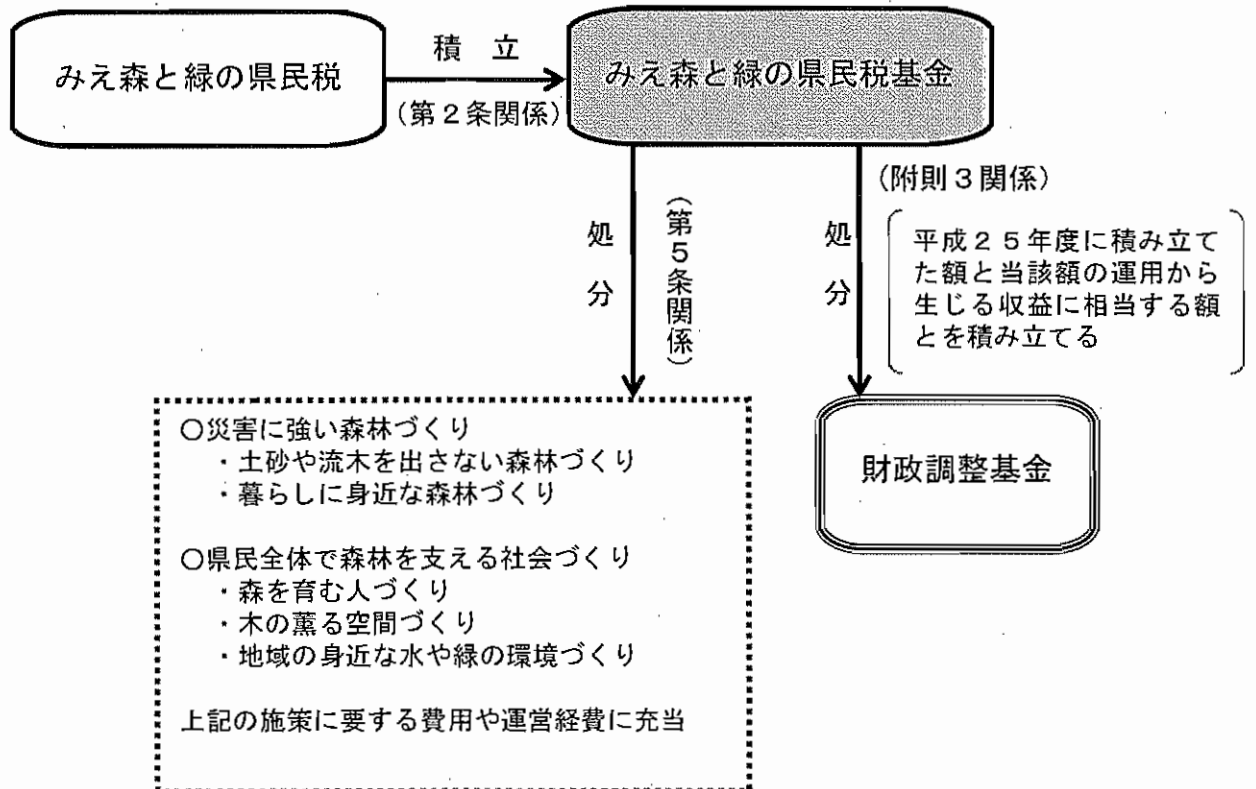 みえ森と緑の県民税
積　立
(第２条関係)
みえ森と緑の県民税基金
処分
(第５条関係)
処分
(附則３関係)
平成２５年度に積み立て
た額と当該額の運用から
生じる収益に相当する額
とを積み立てる
○災害に強い森林づくり
・土砂や流木を出さない森林づくり
・暮らしに身近な森林づくり
○県民全体で森林を支える社会づくり
・森を育む人づくり
・木の薫る空間づくり
・地域の身近な水や緑の環境づくり
上記の施策に要する費用や運営経費に充当
財政調整基金